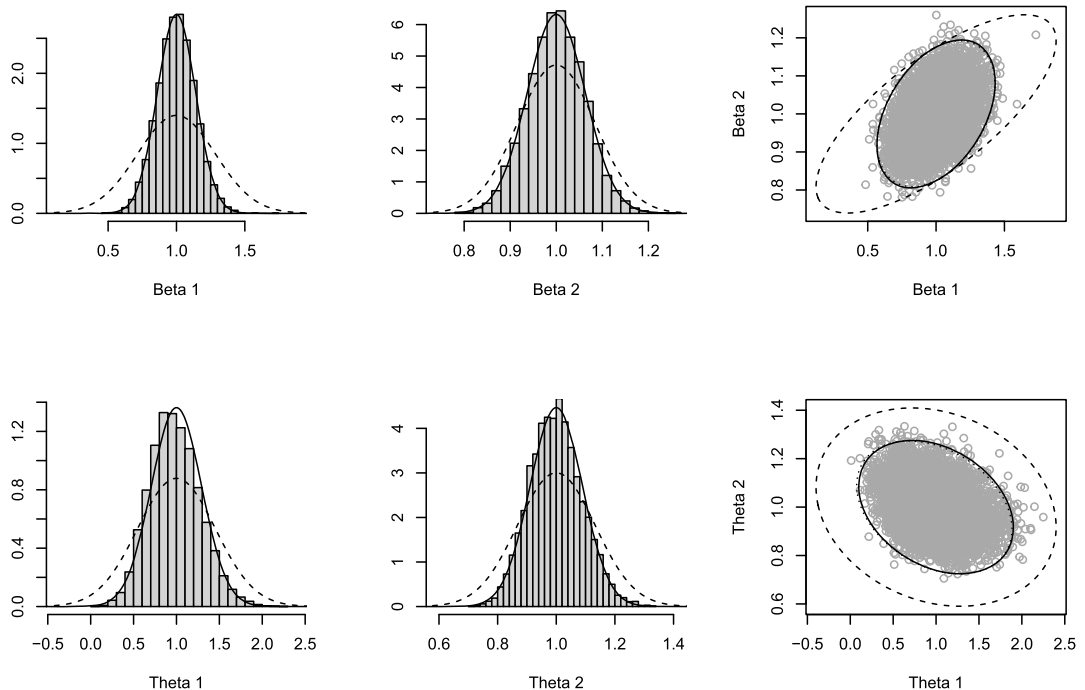 0.0 1.0 2.0
0.5 1.0 1.5
Beta 1
0 1 2 3 4 5 6
0.8 0.9 1.0 1.1 1.2
Beta 2
0.8 0.9 1.0 1.1 1.2
Beta 2
0.5 1.0 1.5
Beta 1
0.0 0.4 0.8 1.2
−0.5 0.0 0.5 1.0 1.5 2.0 2.5
Theta 1
0 1 2 3 4
0.6 0.8 1.0 1.2 1.4
Theta 2
0.6 0.8 1.0 1.2 1.4
Theta 2
−0.5 0.0 0.5 1.0 1.5 2.0 2.5
Theta 1